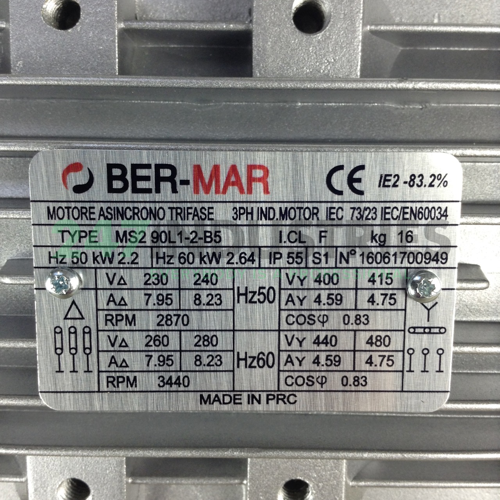 BER-MAR CE IE2 -83.2%
MOTORE ASINCRONO TRIFASE 3PH IND.MOTOR IEC 73/23 IEC/EN60034
TYPE MS2 90L1-2-B5 I.CL F kg 16
Hz 50 kW 2.2 Hz 60 kW 2.64 IP 55 S1 N° 16061700949
V∆ 230 240 Hz50 VY 400 415
A∆ 7.95 8.23 AY 4.59 4.75
RPM 2870 COSφ 0.83
V∆ 260 280 Hz60 VY 440 480
A∆ 7.95 8.23 AY 4.59 4.75
RPM 3440 COSφ 0.83
MADE IN PRC